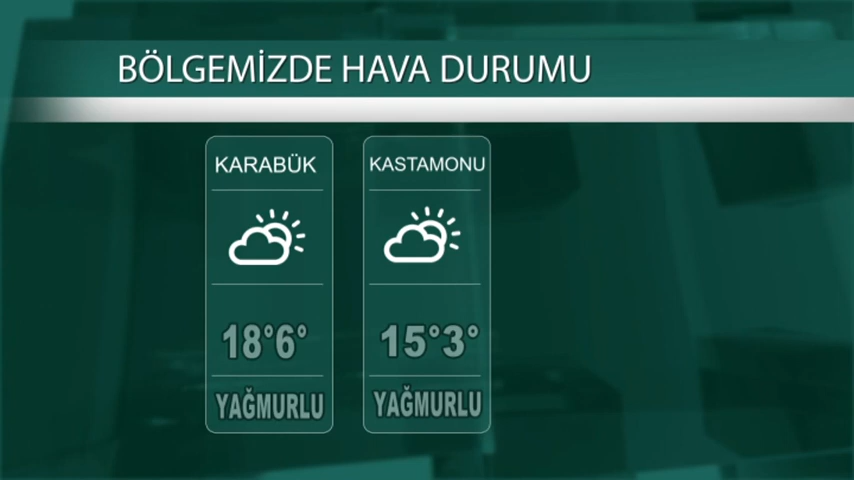 BÖLGEMİZDE HAVA DURUMU
KARABÜK
18°6°
YAĞMURLU
KASTAMONU
15°3°
YAĞMURLU